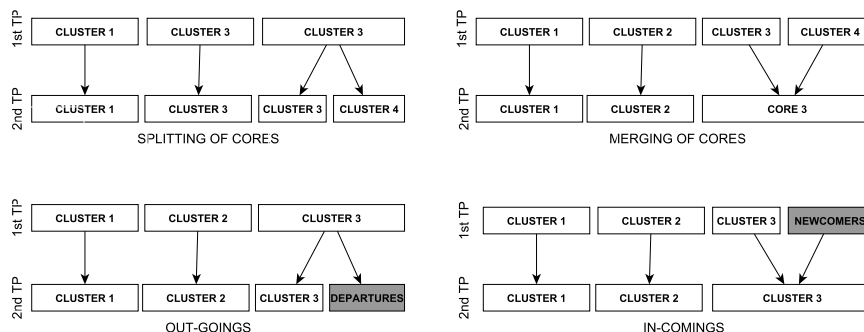 1st TP
CLUSTER 1
CLUSTER 3
CLUSTER 3
2nd TP
CLUSTER 1
CLUSTER 3
CLUSTER 3
CLUSTER 4
SPLITTING OF CORES
1st TP
CLUSTER 1
CLUSTER 2
CLUSTER 3
CLUSTER 4
2nd TP
CLUSTER 1
CLUSTER 2
CORE 3
MERGING OF CORES
1st TP
CLUSTER 1
CLUSTER 2
CLUSTER 3
2nd TP
CLUSTER 1
CLUSTER 2
CLUSTER 3
DEPARTURES
OUT-GOINGS
1st TP
CLUSTER 1
CLUSTER 2
CLUSTER 3
NEWCOMERS
2nd TP
CLUSTER 1
CLUSTER 2
CLUSTER 3
IN-COMINGS